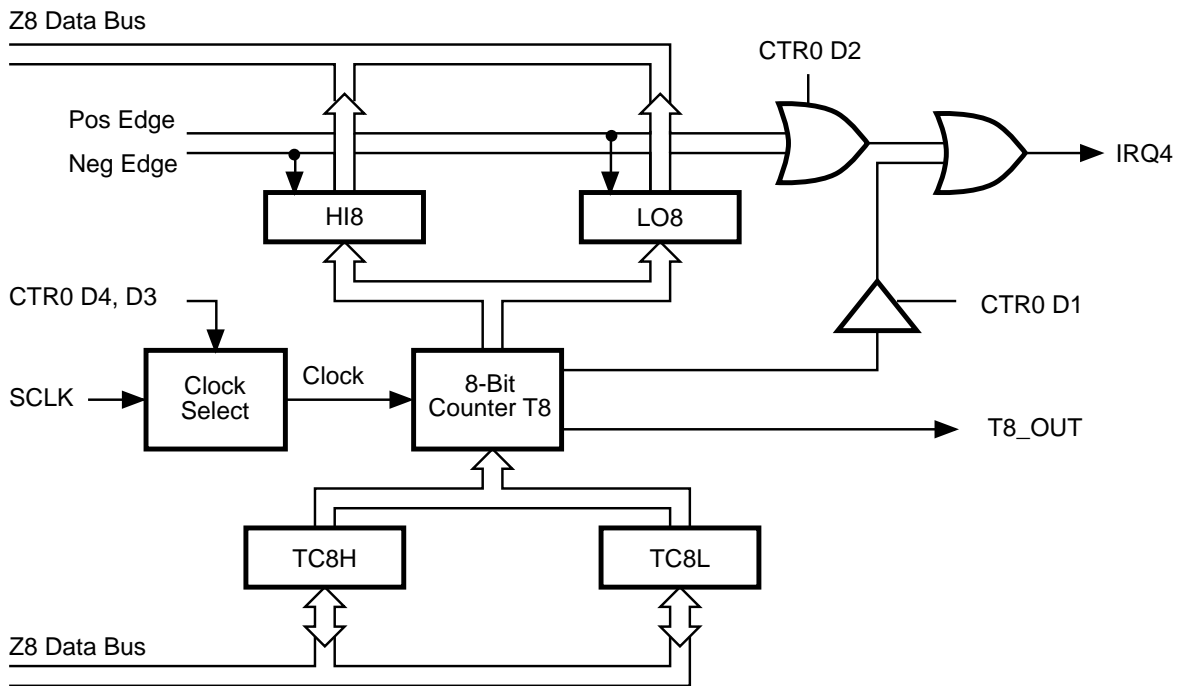 Z8 Data Bus
CTR0 D2
Pos Edge
Neg Edge
IRQ4
HI8
LO8
CTR0 D4, D3
CTR0 D1
SCLK
Clock
Select
Clock
8-Bit
Counter T8
T8_OUT
TC8H
TC8L
Z8 Data Bus